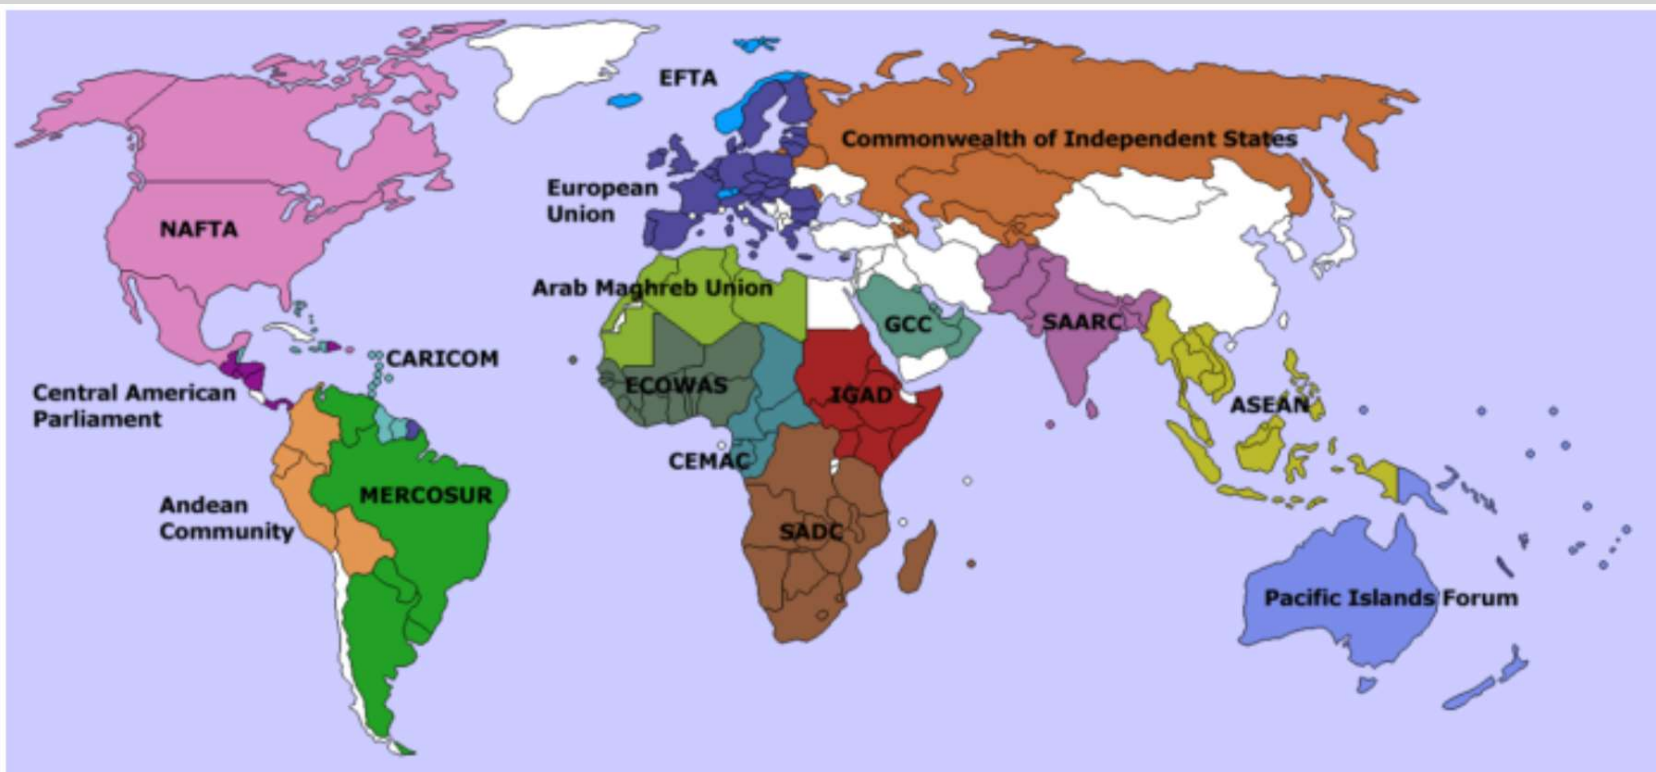 EFTA
Commonwealth of Independent States
European
Union
NAFTA
Arab Maghreb Union
GCC
SAARC
CARICOM
ECOWAS
IGAD
ASEAN
Central American
Parliament
CEMAC
MERCOSUR
Andean
Community
SADC
Pacific Islands Forum